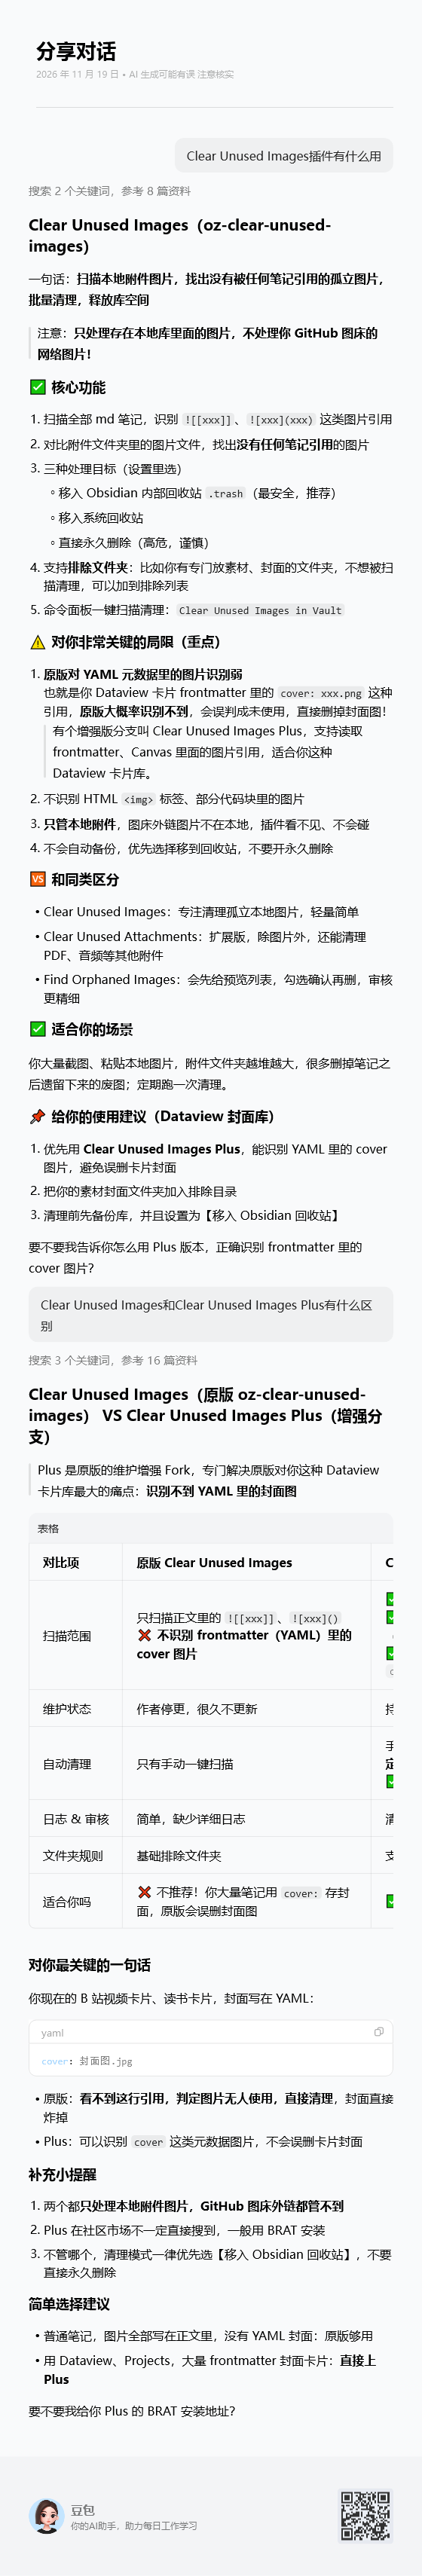 分享对话
2026 年 11 月 19 日 • AI 生成可能有误 注意核实
Clear Unused Images插件有什么用
搜索 2 个关键词，参考 8 篇资料
Clear Unused Images（oz-clear-unused-
images）
一句话：扫描本地附件图片，找出没有被任何笔记引用的孤立图片，
批量清理，释放库空间
注意：只处理存在本地库里面的图片，不处理你 GitHub 图床的
网络图片！
✅ 核心功能
1. 扫描全部 md 笔记，识别 ![[xxx]]、![xxx](xxx) 这类图片引用
2. 对比附件文件夹里的图片文件，找出没有任何笔记引用的图片
3. 三种处理目标（设置里选）
◦ 移入 Obsidian 内部回收站 .trash（最安全，推荐）
◦ 移入系统回收站
◦ 直接永久删除（高危，谨慎）
4. 支持排除文件夹：比如你有专门放素材、封面的文件夹，不想被扫
描清理，可以加到排除列表
5. 命令面板一键扫描清理：Clear Unused Images in Vault
⚠️ 对你非常关键的局限（重点）
1. 原版对 YAML 元数据里的图片识别弱
也就是你 Dataview 卡片 frontmatter 里的 cover: xxx.png 这种
引用，原版大概率识别不到，会误判成未使用，直接删掉封面图！
有个增强版分支叫 Clear Unused Images Plus，支持读取
frontmatter、Canvas 里面的图片引用，适合你这种
Dataview 卡片库。
2. 不识别 HTML <img> 标签、部分代码块里的图片
3. 只管本地附件，图床外链图片不在本地，插件看不见、不会碰
4. 不会自动备份，优先选择移到回收站，不要开永久删除
🆚 和同类区分
• Clear Unused Images：专注清理孤立本地图片，轻量简单
• Clear Unused Attachments：扩展版，除图片外，还能清理
PDF、音频等其他附件
• Find Orphaned Images：会先给预览列表，勾选确认再删，审核
更精细
✅ 适合你的场景
你大量截图、粘贴本地图片，附件文件夹越堆越大，很多删掉笔记之
后遗留下来的废图；定期跑一次清理。
📌 给你的使用建议（Dataview 封面库）
1. 优先用 Clear Unused Images Plus，能识别 YAML 里的 cover
图片，避免误删卡片封面
2. 把你的素材封面文件夹加入排除目录
3. 清理前先备份库，并且设置为【移入 Obsidian 回收站】
要不要我告诉你怎么用 Plus 版本，正确识别 frontmatter 里的
cover 图片？
Clear Unused Images和Clear Unused Images Plus有什么区
别
搜索 3 个关键词，参考 16 篇资料
Clear Unused Images（原版 oz-clear-unused-
images） VS Clear Unused Images Plus（增强分
支）
Plus 是原版的维护增强 Fork，专门解决原版对你这种 Dataview
卡片库最大的痛点：识别不到 YAML 里的封面图
表格
对比项 原版 Clear Unused Images C
扫描范围 只扫描正文里的 ![[xxx]]、![xxx]()
❌ 不识别 frontmatter（YAML）里的
cover 图片
维护状态 作者停更，很久不更新 持
自动清理 只有手动一键扫描 手
定
日志 & 审核 简单，缺少详细日志 清
文件夹规则 基础排除文件夹 支
适合你吗 ❌ 不推荐！你大量笔记用 cover: 存封
面，原版会误删封面图
对你最关键的一句话
你现在的 B 站视频卡片、读书卡片，封面写在 YAML：
yaml
cover: 封面图.jpg
• 原版：看不到这行引用，判定图片无人使用，直接清理，封面直接
炸掉
• Plus：可以识别 cover 这类元数据图片，不会误删卡片封面
补充小提醒
1. 两个都只处理本地附件图片，GitHub 图床外链都管不到
2. Plus 在社区市场不一定直接搜到，一般用 BRAT 安装
3. 不管哪个，清理模式一律优先选【移入 Obsidian 回收站】，不要
直接永久删除
简单选择建议
• 普通笔记，图片全部写在正文里，没有 YAML 封面：原版够用
• 用 Dataview、Projects，大量 frontmatter 封面卡片：直接上
Plus
要不要我给你 Plus 的 BRAT 安装地址？
豆包
你的AI助手，助力每日工作学习